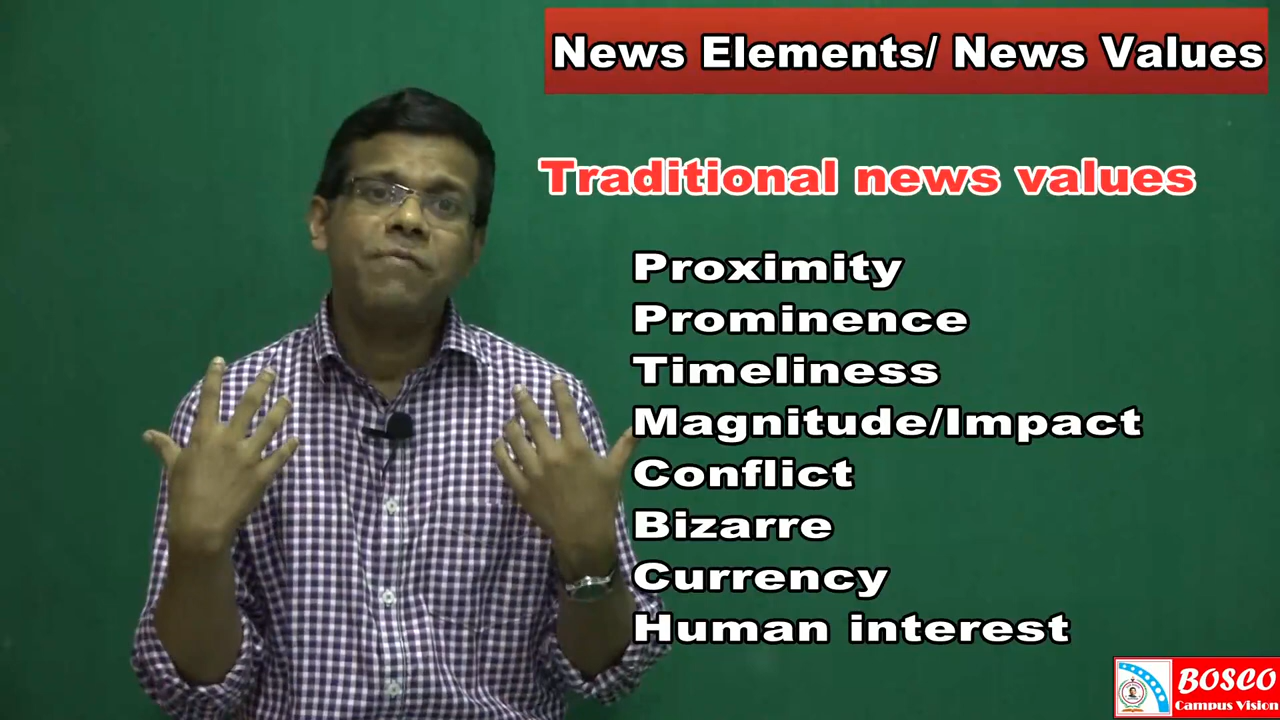 News Elements/ News Values
Traditional news values
Proximity
Prominence
Timeliness
Magnitude/Impact
Conflict
Bizarre
Currency
Human interest
BOSCO
Campus Vision